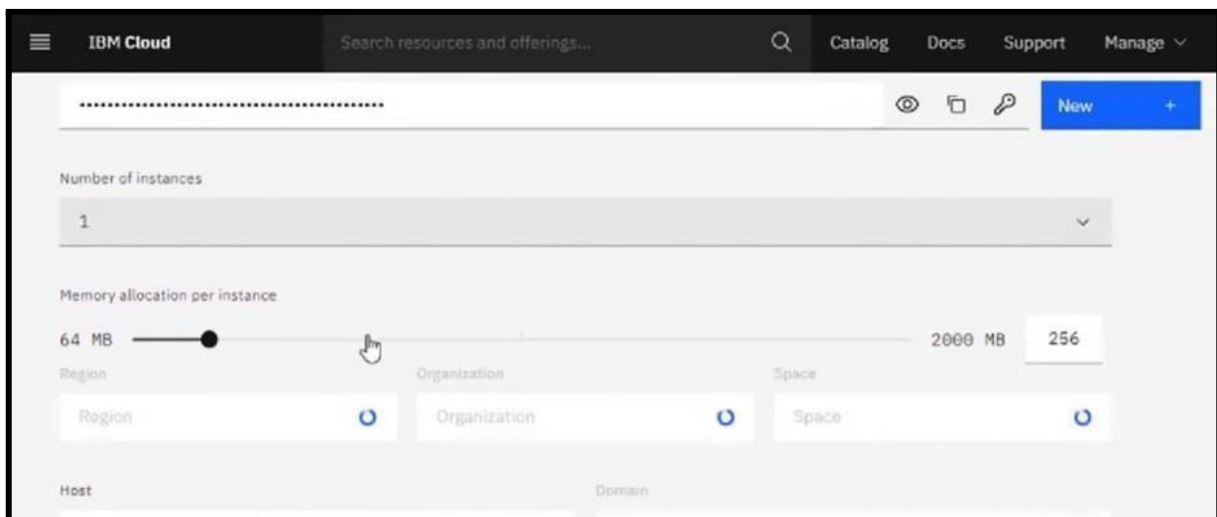 IBM Cloud Search resources and offerings... Catalog Docs Support Manage
New +
Number of instances
1
Memory allocation per instance
64 MB 2000 MB 256
Region Organization Space
Region Organization Space
Host Domain